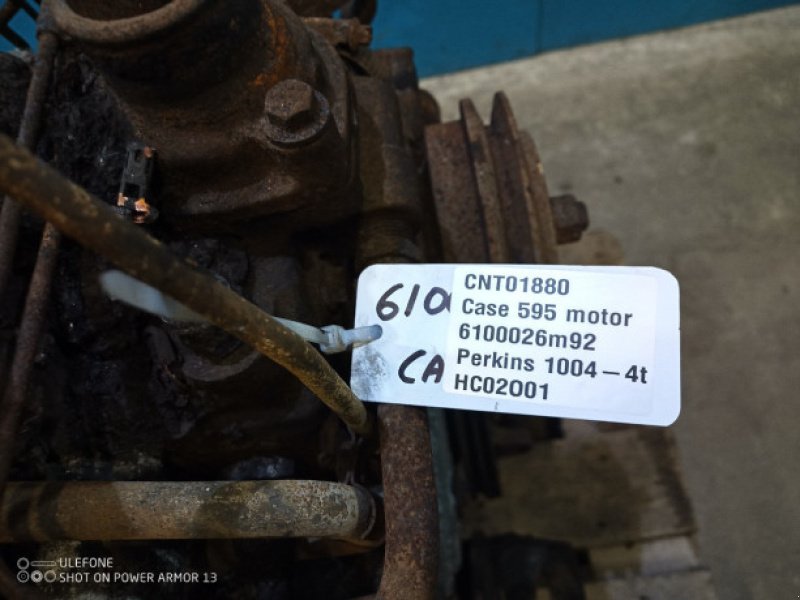 610
CA
CNT01880
Case 595 motor
6100026m92
Perkins 1004-4t
HC02001
ULEFONE
SHOT ON POWER ARMOR 13